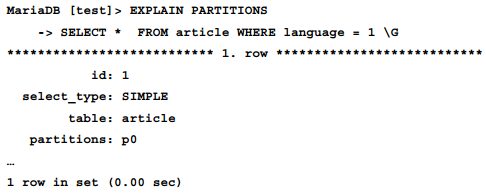 MariaDB [test]> EXPLAIN PARTITIONS
-> SELECT *  FROM article WHERE language = 1 \G
*************************** 1. row ***************************
id: 1
select_type: SIMPLE
table: article
partitions: p0
…
1 row in set (0.00 sec)